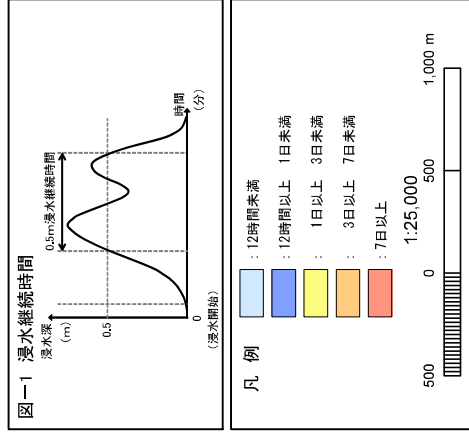 図ー1 浸水継続時間
浸水深
(m)
0.5m浸水継続時間
0.5
0
(浸水開始)
時間
(分)
凡 例
: 12時間未満
: 12時間以上 1日未満
: 1日以上 3日未満
: 3日以上 7日未満
: 7日以上
1:25,000
500 0 500 1,000 m